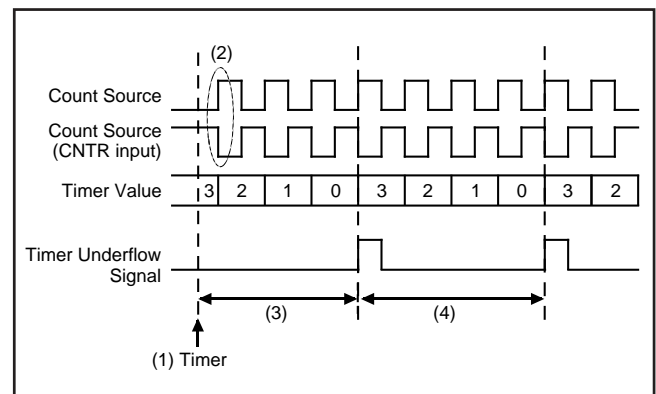 (2)
Count Source
Count Source
(CNTR input)
Timer Value 3 2 1 0 3 2 1 0 3 2
Timer Underflow
Signal
(3) (4)
(1) Timer